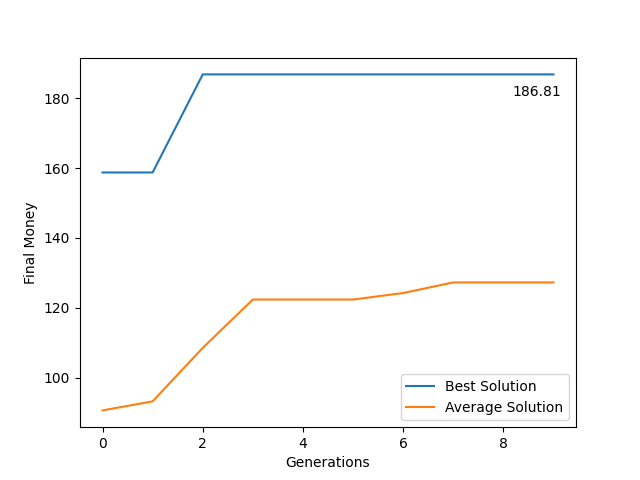 180
160
140
120
100
Final Money
186.81
Best Solution
Average Solution
0 2 4 6 8
Generations